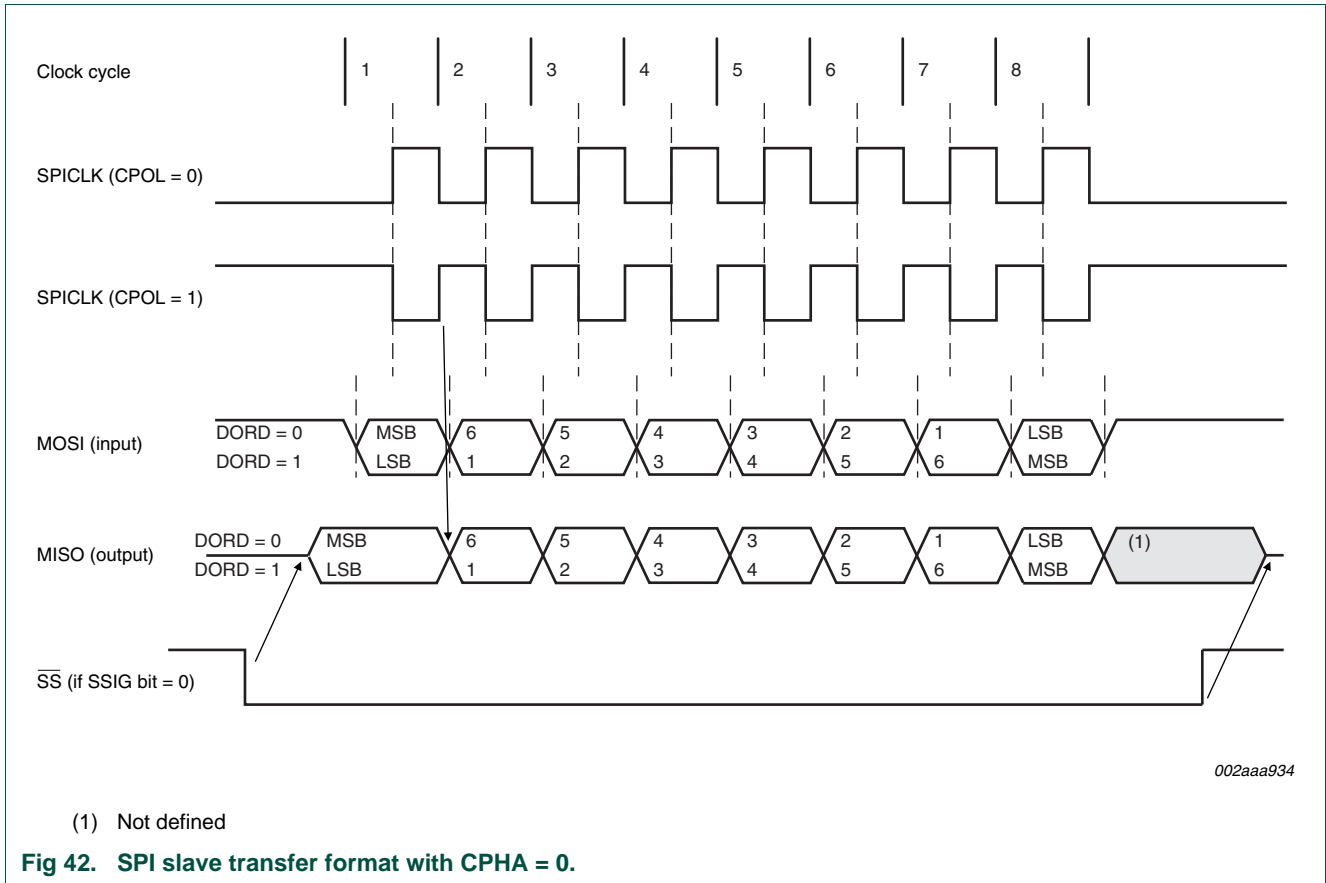 Clock cycle 1 2 3 4 5 6 7 8
SPICLK (CPOL = 0)
SPICLK (CPOL = 1)
MOSI (input)
DORD = 0 MSB 6 5 4 3 2 1 LSB
DORD = 1 LSB 1 2 3 4 5 6 MSB
MISO (output)
DORD = 0 MSB 6 5 4 3 2 1 LSB (1)
DORD = 1 LSB 1 2 3 4 5 6 MSB
SS (if SSIG bit = 0)
002aaa934
(1) Not defined
Fig 42. SPI slave transfer format with CPHA = 0.